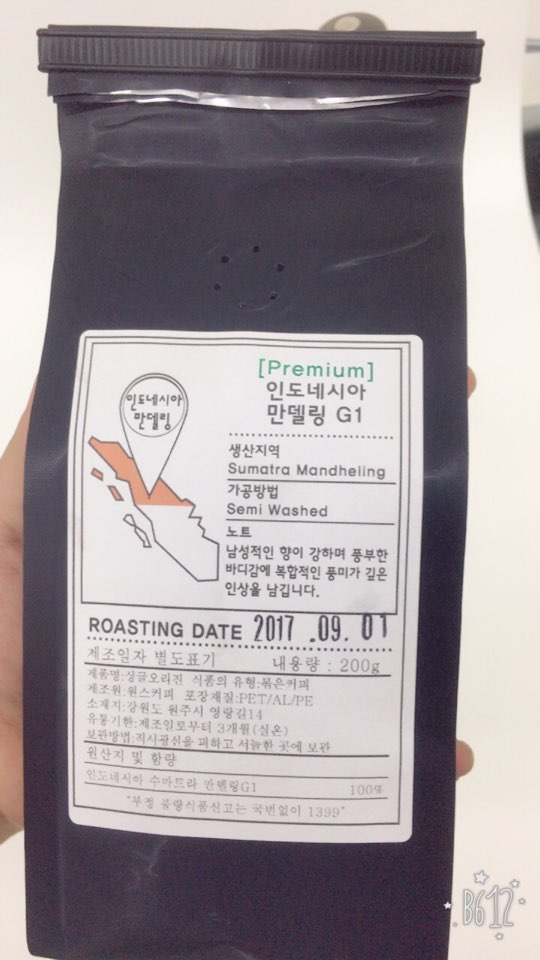 인도네시아
만델링
[Premium]
인도네시아
만델링 G1
생산지역
Sumatra Mandheling
가공방법
Semi Washed
노트
남성적인 향이 강하며 풍부한
바디감에 복합적인 풍미가 깊은
인상을 남깁니다.
ROASTING DATE 2017 .09. 01
제조일자 별도표기 내용량 : 200g
제품명:싱글오리진 식품의 유형:볶은커피
제조원:원스커피 포장재질:PET/AL/PE
소재지:강원도 원주시 영랑길14
유통기한:제조일로부터 3개월(실온)
보관방법:직사광선을 피하고 서늘한 곳에 보관
원산지 및 함량
인도네시아 수마트라 만델링G1 100%
"부정 불량식품신고는 국번없이 1399"
B612